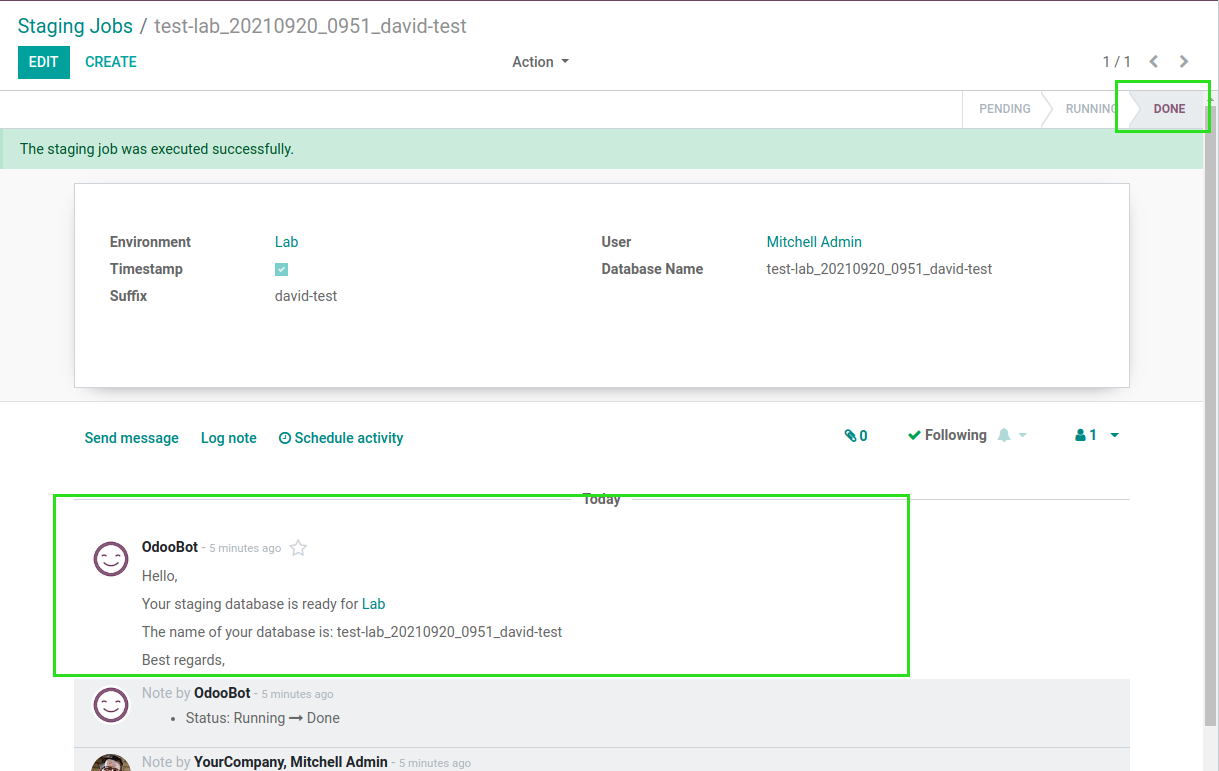 Staging Jobs / test-lab_20210920_0951_david-test
EDIT CREATE Action 1 / 1
PENDING RUNNING DONE
The staging job was executed successfully.
Environment Lab User Mitchell Admin
Timestamp Database Name test-lab_20210920_0951_david-test
Suffix david-test
Send message Log note Schedule activity 0 Following 1
Today
OdooBot - 5 minutes ago
Hello,
Your staging database is ready for Lab
The name of your database is: test-lab_20210920_0951_david-test
Best regards,
Note by OdooBot - 5 minutes ago
• Status: Running → Done
Note by YourCompany, Mitchell Admin - 5 minutes ago